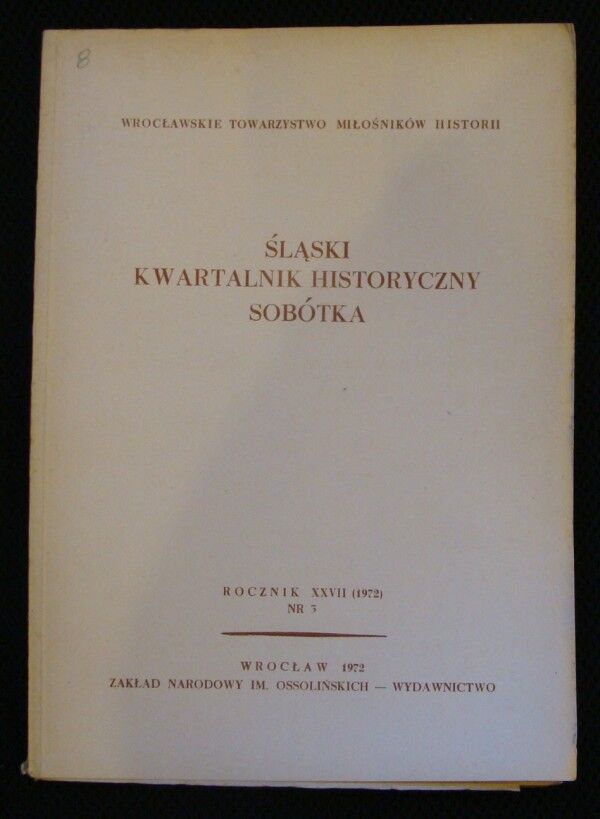 8
WROCŁAWSKIE TOWARZYSTWO MIŁOŚNIKÓW HISTORII
ŚLĄSKI
KWARTALNIK HISTORYCZNY
SOBÓTKA
ROCZNIK XXVII (1972)
NR 3
WROCŁAW 1972
ZAKŁAD NARODOWY IM. OSSOLIŃSKICH — WYDAWNICTWO